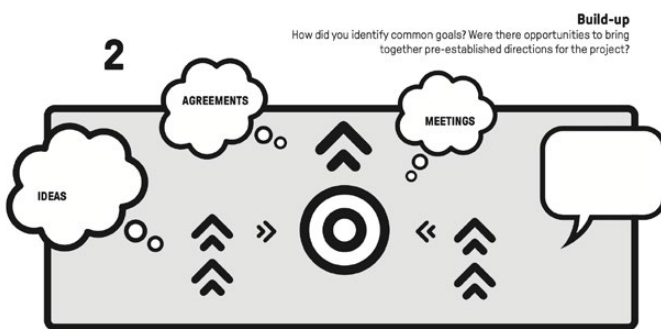 Build-up
How did you identify common goals? Were there opportunities to bring
together pre-established directions for the project?
2
AGREEMENTS
MEETINGS
IDEAS